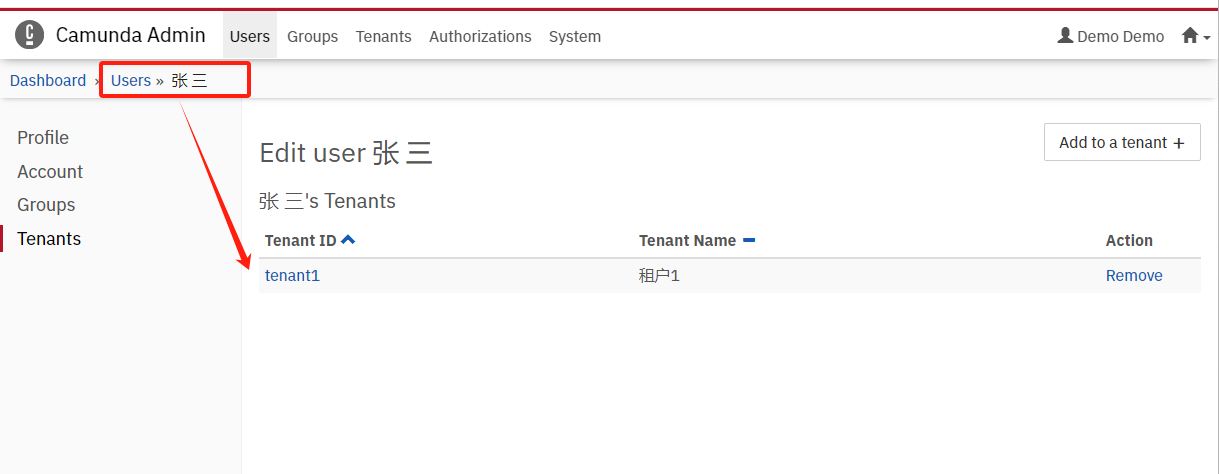 Camunda Admin Users Groups Tenants Authorizations System Demo Demo
Dashboard » Users » 张 三
Profile
Account
Groups
Tenants
Edit user 张 三
Add to a tenant +
张 三's Tenants
Tenant ID Tenant Name Action
tenant1 租户1 Remove